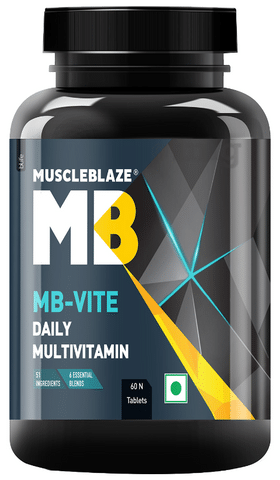 MUSCLEBLAZE®
MB
MB-VITE
DAILY
MULTIVITAMIN
51 6 ESSENTIAL
INGREDIENTS BLENDS
60 N
Tablets